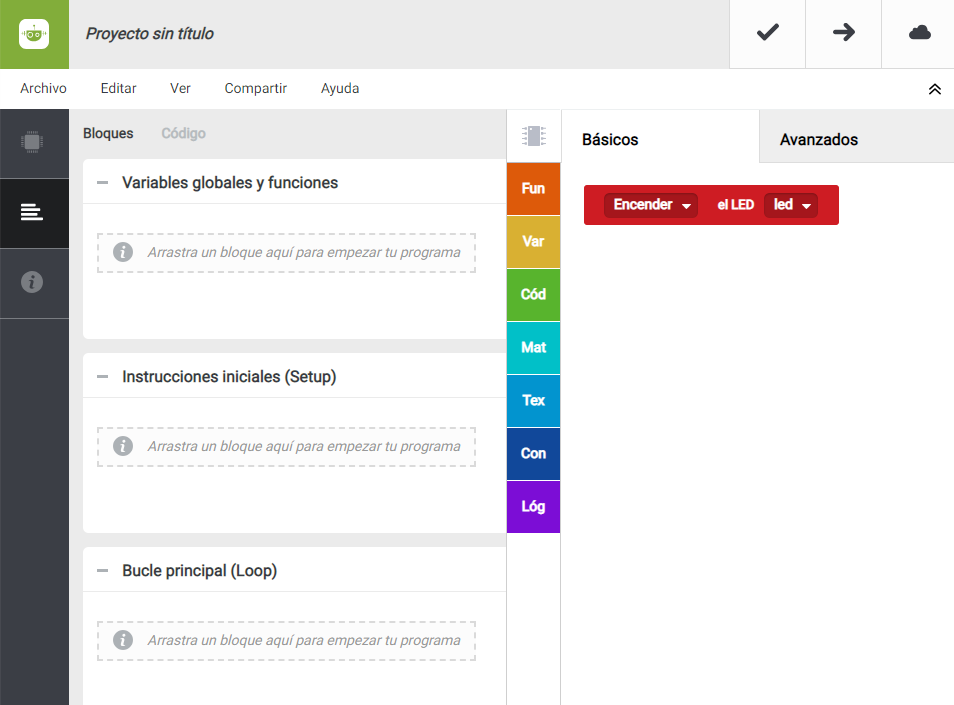 Proyecto sin título
Archivo Editar Ver Compartir Ayuda
Bloques Código
Básicos Avanzados
Variables globales y funciones
Arrastra un bloque aquí para empezar tu programa
Instrucciones iniciales (Setup)
Arrastra un bloque aquí para empezar tu programa
Bucle principal (Loop)
Arrastra un bloque aquí para empezar tu programa
Fun
Var
Cód
Mat
Tex
Con
Lóg
Encender el LED led